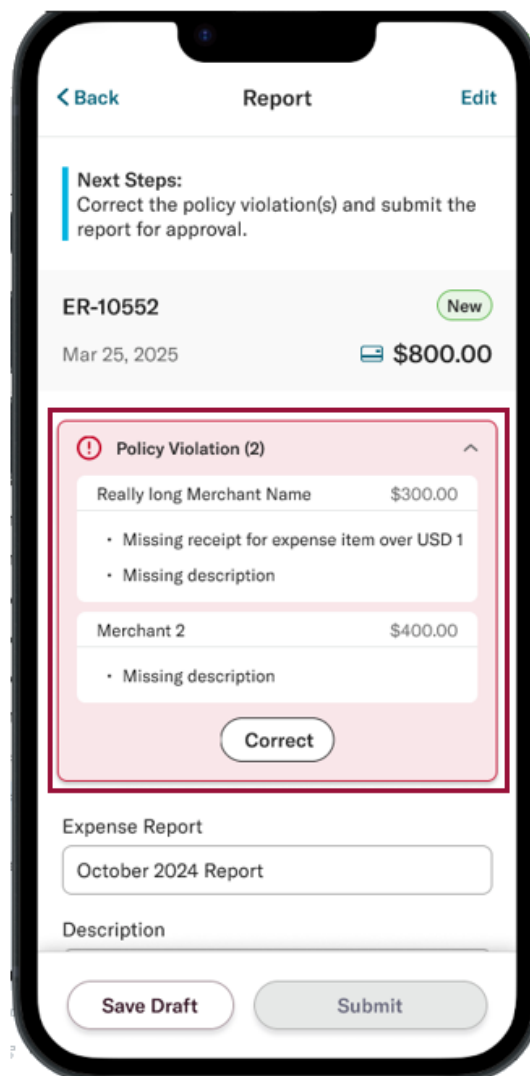 Back Report Edit
Next Steps:
Correct the policy violation(s) and submit the
report for approval.
ER-10552 New
Mar 25, 2025 $800.00
Policy Violation (2)
Really long Merchant Name $300.00
• Missing receipt for expense item over USD 1
• Missing description
Merchant 2 $400.00
• Missing description
Correct
Expense Report
October 2024 Report
Description
Save Draft Submit